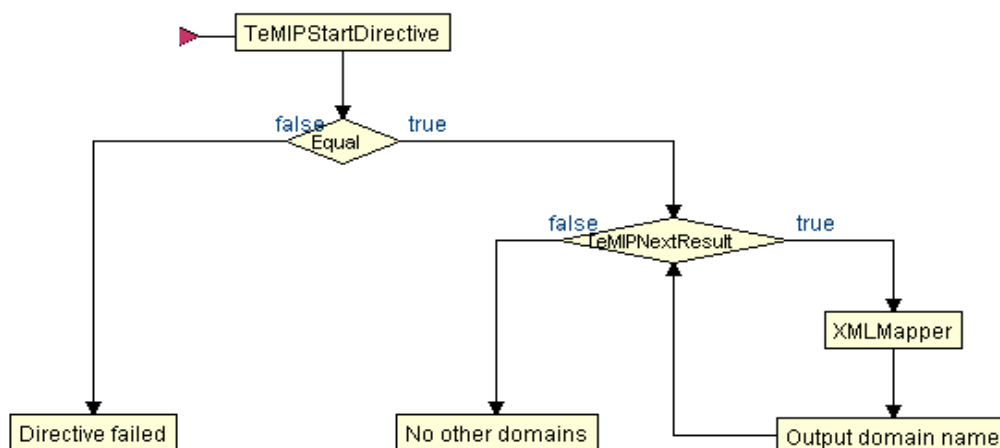 TeMIPStartDirective
false
true
Equal
false
true
TeMIPNextResult
XMLMapper
Directive failed
No other domains
Output domain name